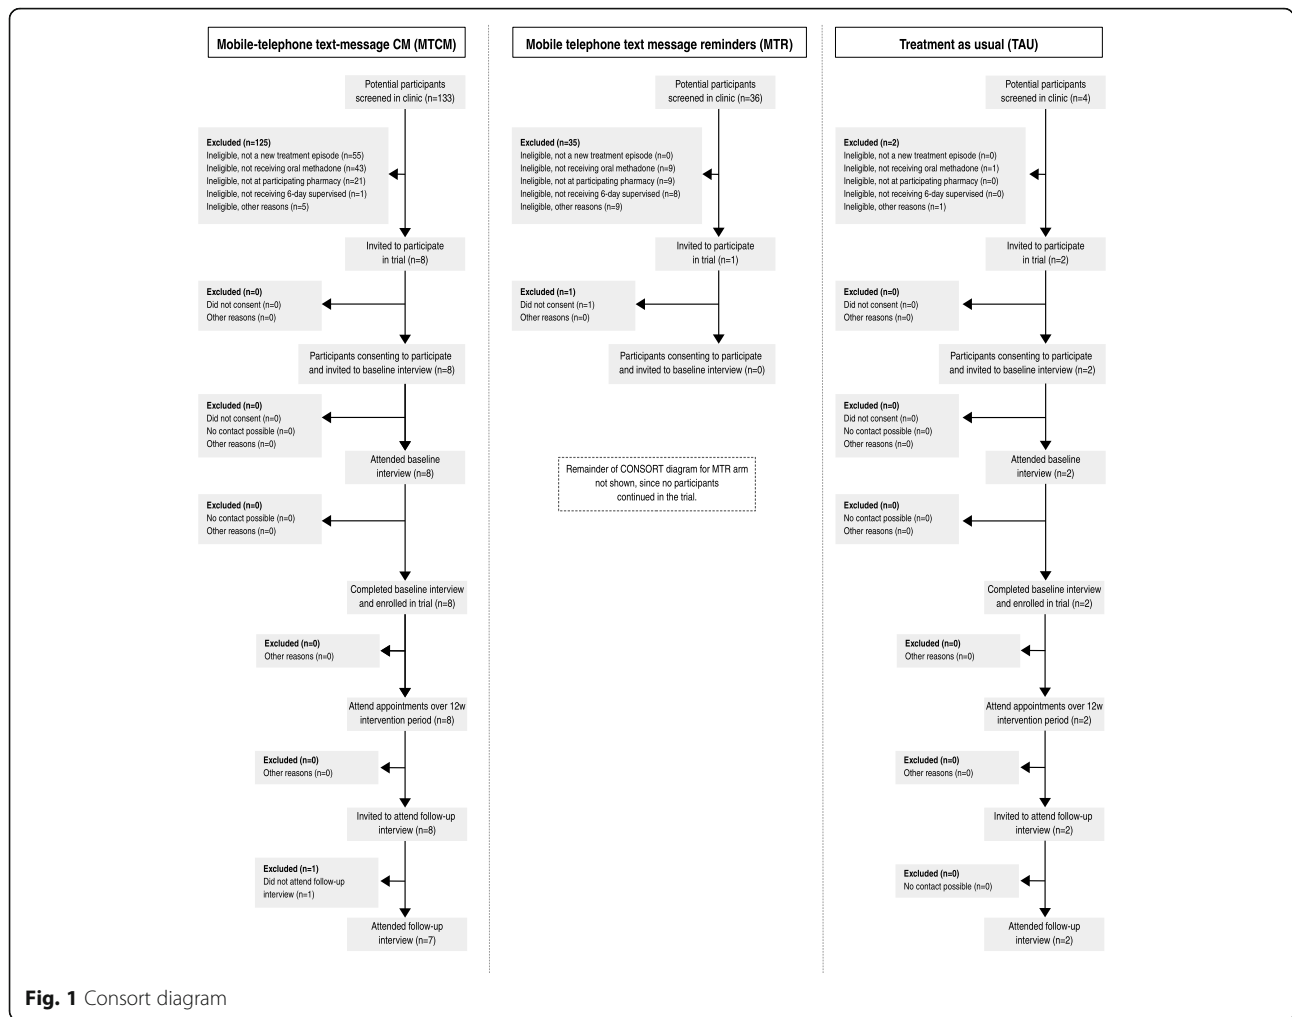 Mobile-telephone text-message CM (MTCM)
Potential participants
screened in clinic (n=133)
Excluded (n=125)
Ineligible, not a new treatment episode (n=55)
Ineligible, not receiving oral methadone (n=43)
Ineligible, not at participating pharmacy (n=21)
Ineligible, not receiving 6-day supervised (n=1)
Ineligible, other reasons (n=5)
Invited to participate
in trial (n=8)
Excluded (n=0)
Did not consent (n=0)
Other reasons (n=0)
Participants consenting to participate
and invited to baseline interview (n=8)
Excluded (n=0)
Did not consent (n=0)
No contact possible (n=0)
Other reasons (n=0)
Attended baseline
interview (n=8)
Excluded (n=0)
No contact possible (n=0)
Other reasons (n=0)
Completed baseline interview
and enrolled in trial (n=8)
Excluded (n=0)
Other reasons (n=0)
Attend appointments over 12w
intervention period (n=8)
Excluded (n=0)
Other reasons (n=0)
Invited to attend follow-up
interview (n=8)
Excluded (n=1)
Did not attend follow-up
interview (n=1)
Attended follow-up
interview (n=7)
Mobile telephone text message reminders (MTR)
Potential participants
screened in clinic (n=36)
Excluded (n=35)
Ineligible, not a new treatment episode (n=0)
Ineligible, not receiving oral methadone (n=9)
Ineligible, not at participating pharmacy (n=9)
Ineligible, not receiving 6-day supervised (n=8)
Ineligible, other reasons (n=9)
Invited to participate
in trial (n=1)
Excluded (n=1)
Did not consent (n=1)
Other reasons (n=0)
Participants consenting to participate
and invited to baseline interview (n=0)
Remainder of CONSORT diagram for MTR arm
not shown, since no participants
continued in the trial.
Treatment as usual (TAU)
Potential participants
screened in clinic (n=4)
Excluded (n=2)
Ineligible, not a new treatment episode (n=0)
Ineligible, not receiving oral methadone (n=1)
Ineligible, not at participating pharmacy (n=0)
Ineligible, not receiving 6-day supervised (n=0)
Ineligible, other reasons (n=1)
Invited to participate
in trial (n=2)
Excluded (n=0)
Did not consent (n=0)
Other reasons (n=0)
Participants consenting to participate
and invited to baseline interview (n=2)
Excluded (n=0)
Did not consent (n=0)
No contact possible (n=0)
Other reasons (n=0)
Attended baseline
interview (n=2)
Excluded (n=0)
No contact possible (n=0)
Other reasons (n=0)
Completed baseline interview
and enrolled in trial (n=2)
Excluded (n=0)
Other reasons (n=0)
Attend appointments over 12w
intervention period (n=2)
Excluded (n=0)
Other reasons (n=0)
Invited to attend follow-up
interview (n=2)
Excluded (n=0)
No contact possible (n=0)
Attended follow-up
interview (n=2)
Fig. 1 Consort diagram